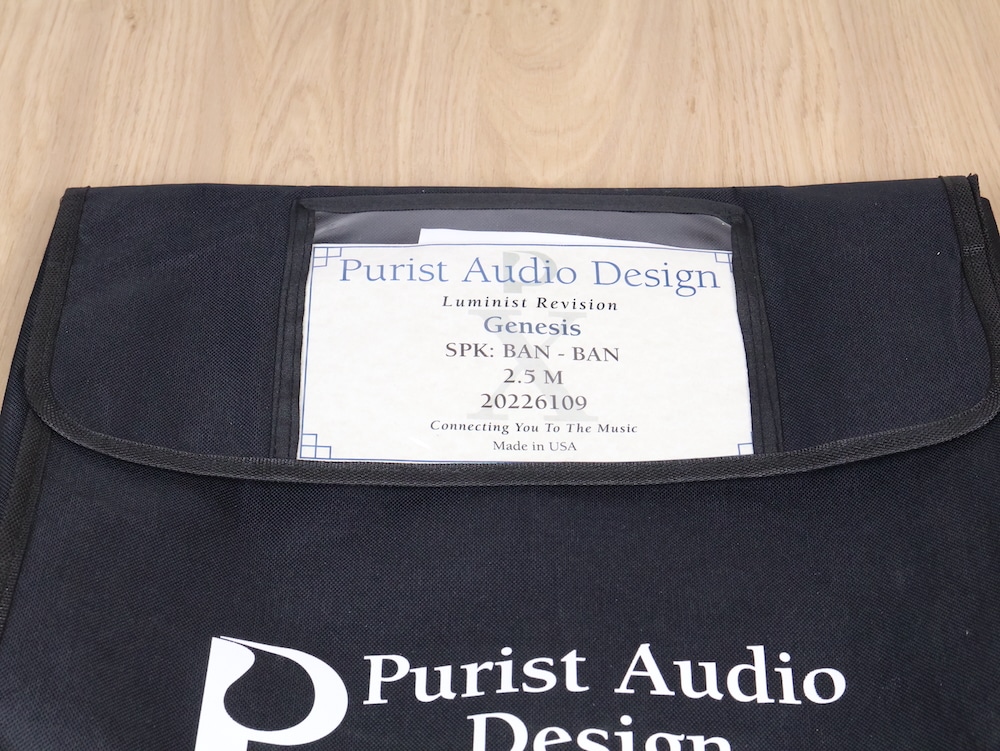 Purist Audio Design
Luminist Revision
Genesis
SPK: BAN - BAN
2.5 M
20226109
Connecting You To The Music
Made in USA
Purist Audio
Design